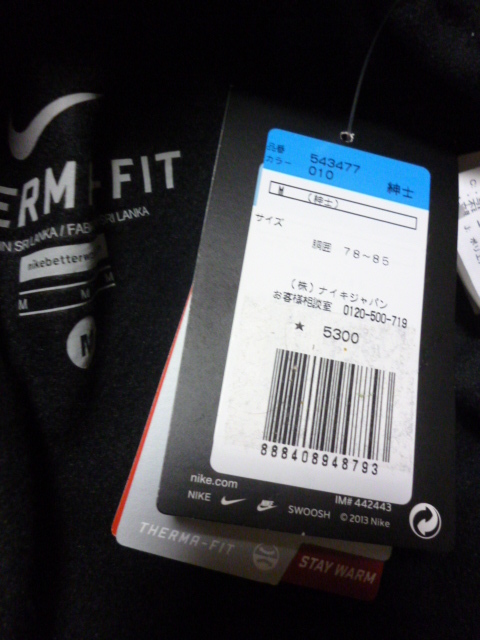 ERM
FIT
N SRI LANKA / FAB
SRI LANKA
nikebetterw
M
M
M
品番
カラー
543477
010
紳士
M
(紳士)
サイズ
胴囲 78~85
(株)ナイキジャパン
お客様相談室 0120-500-719
★ 5300
888408948793
nike.com
IM# 442443
NIKE
SWOOSH
© 2013 Nike
THERMA-FIT
STAY WARM